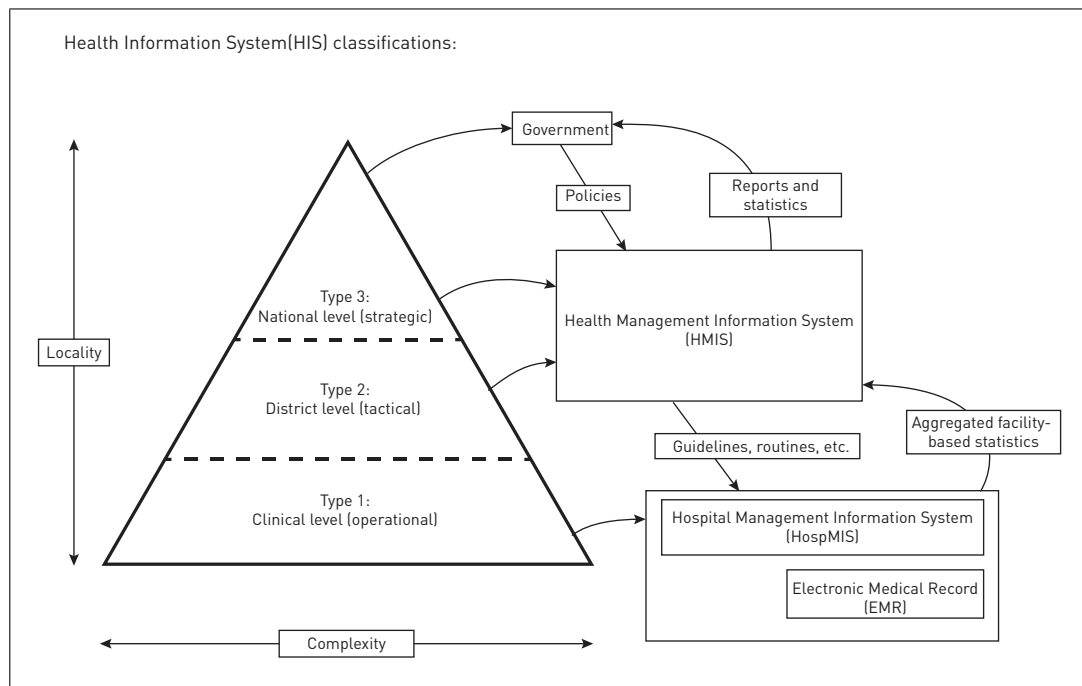 Health Information System(HIS) classifications:
Government
Policies
Reports and
statistics
Type 3:
National level (strategic)
Health Management Information System
(HMIS)
Locality
Type 2:
District level (tactical)
Aggregated facility-
based statistics
Guidelines, routines, etc.
Type 1:
Clinical level (operational)
Hospital Management Information System
(HospMIS)
Electronic Medical Record
(EMR)
Complexity